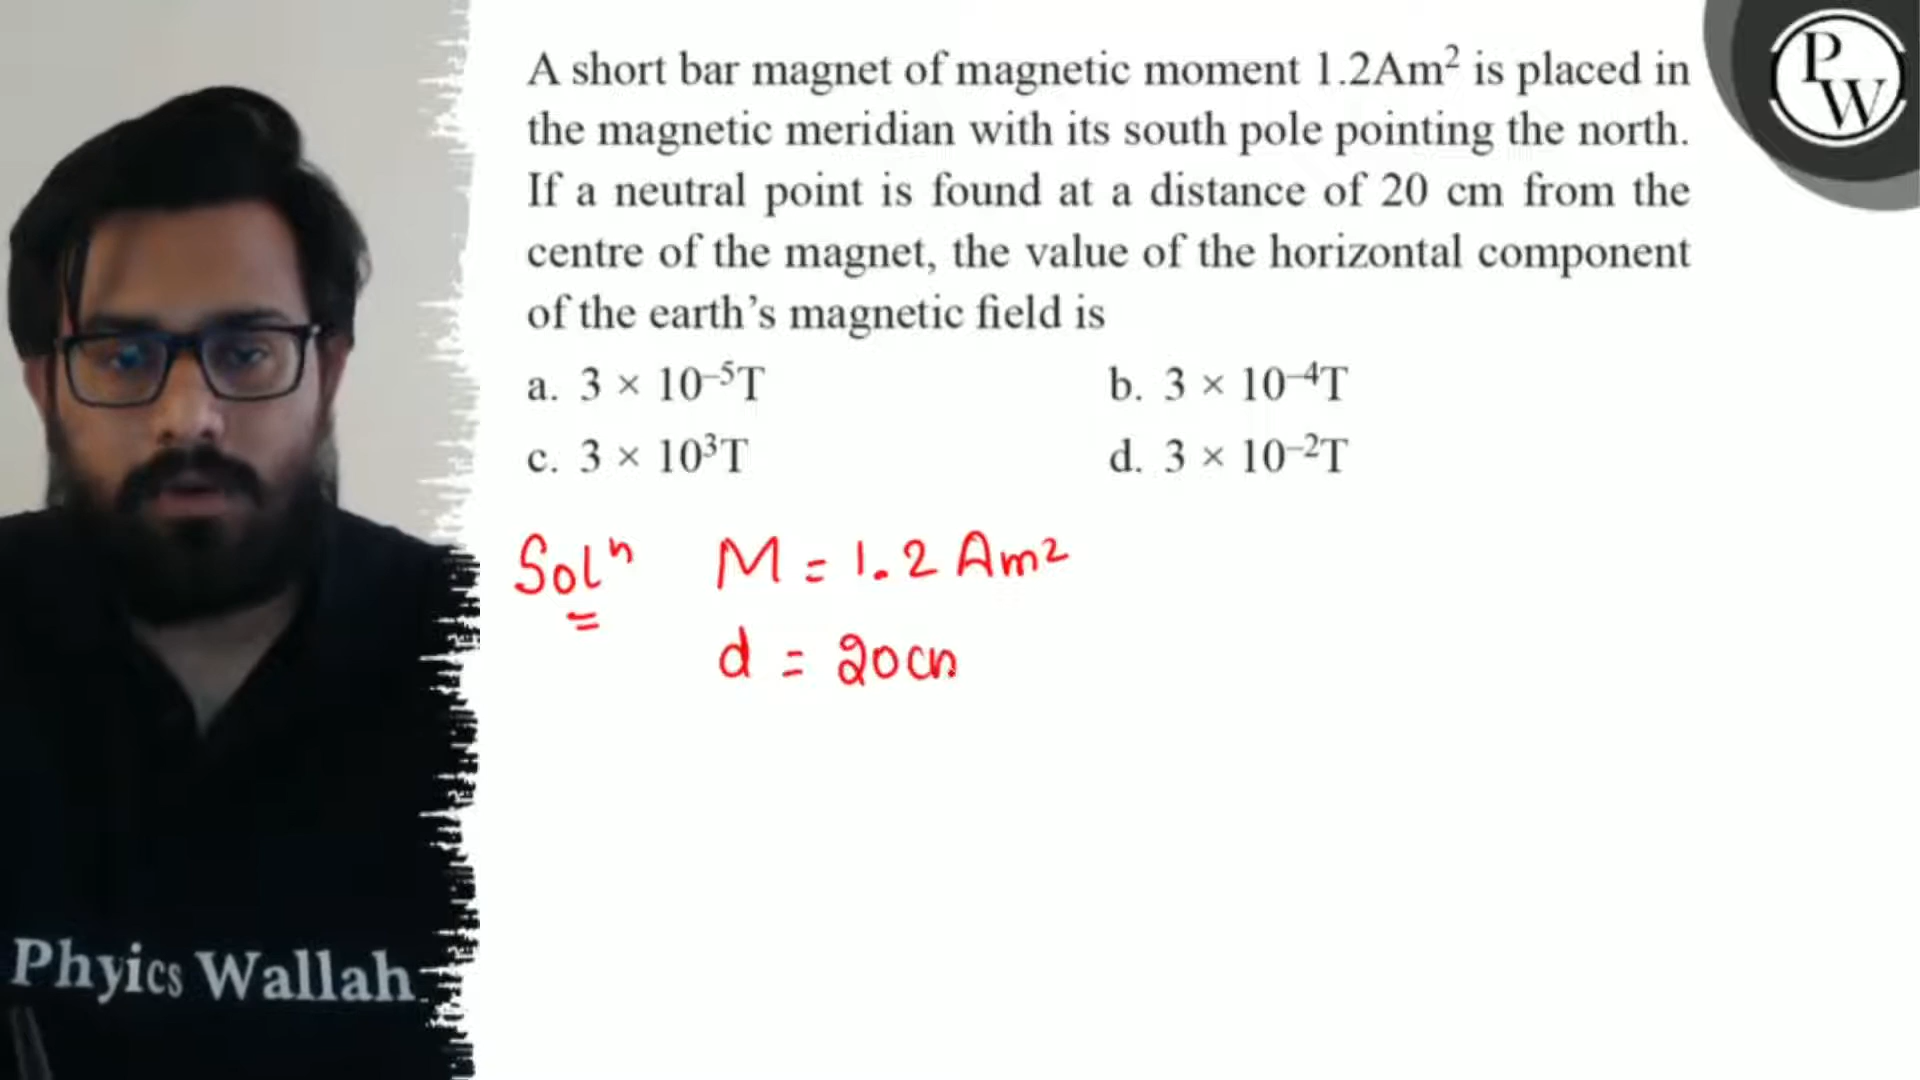 A short bar magnet of magnetic moment 1.2Am² is placed in
the magnetic meridian with its south pole pointing the north.
If a neutral point is found at a distance of 20 cm from the
centre of the magnet, the value of the horizontal component
of the earth's magnetic field is
a. 3 × 10⁻⁵T b. 3 × 10⁻⁴T
c. 3 × 10³T d. 3 × 10⁻²T
Solⁿ M = 1.2 Am²
d = 20cm
PW
Phyics Wallah